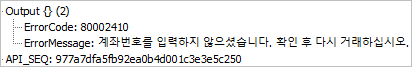 Output {} (2)
ErrorCode: 80002410
ErrorMessage: 계좌번호를 입력하지 않으셨습니다. 확인 후 다시 거래하십시오.
API_SEQ: 977a7dfa5fb92ea0b4d001c3e3e5c250